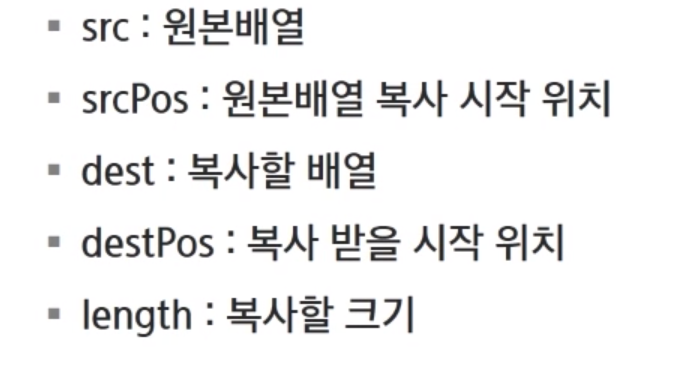 ▪ src : 원본배열
▪ srcPos : 원본배열 복사 시작 위치
▪ dest : 복사할 배열
▪ destPos : 복사 받을 시작 위치
▪ length : 복사할 크기